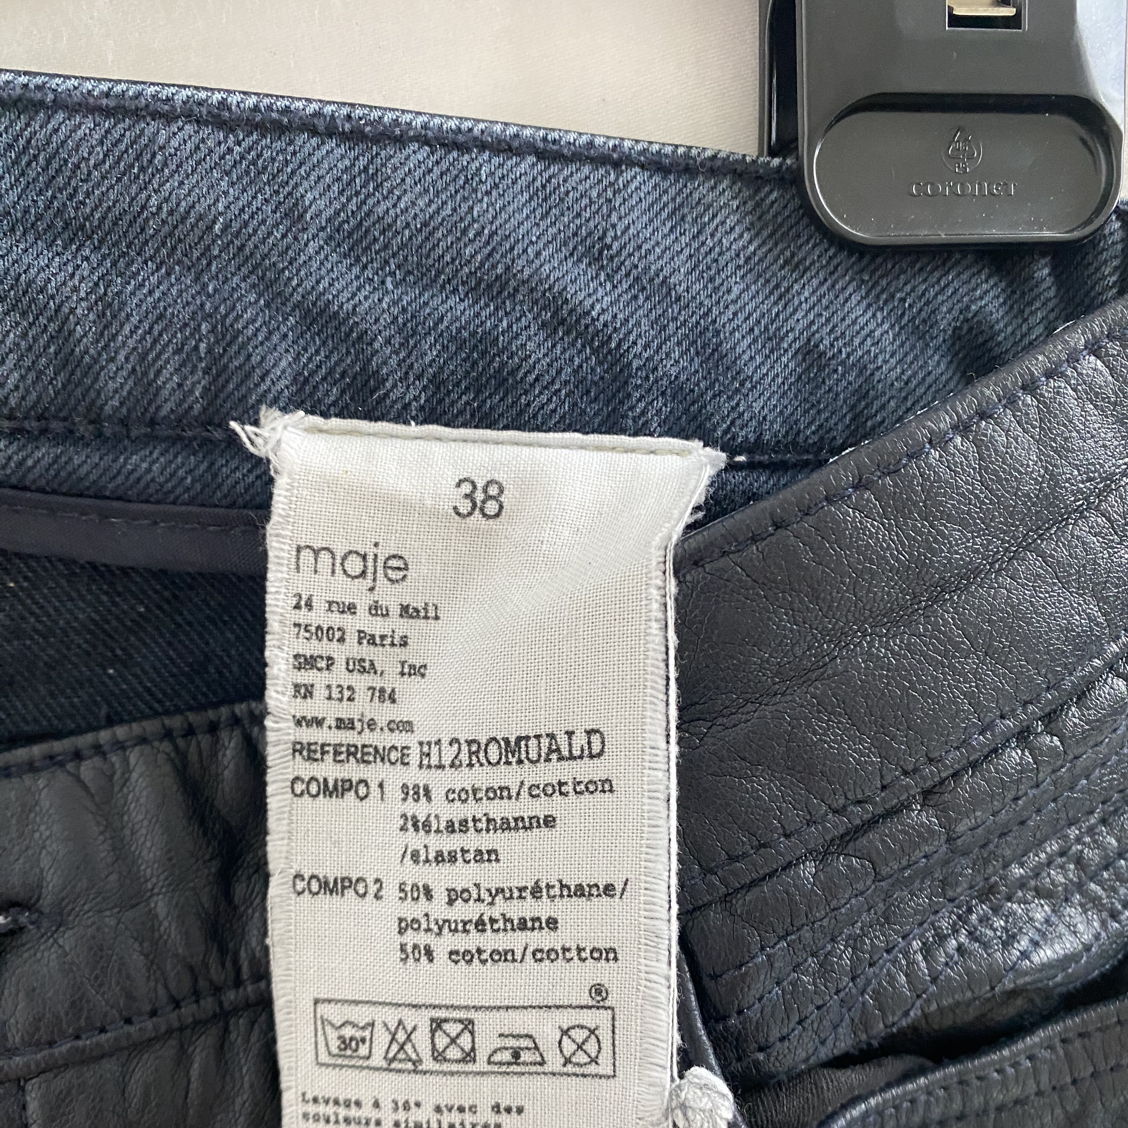 coronet
38
maje
24 rue du Mail
75002 Paris
SMCP USA, Inc
RN 132 784
www.maje.com
REFERENCE H12ROMUALD
COMPO 1 98% coton/cotton
2%élasthanne
/elastan
COMPO 2 50% polyuréthane/
polyuréthane
50% coton/cotton
®
30°
Lavage à 30° avec des
couleurs similaires